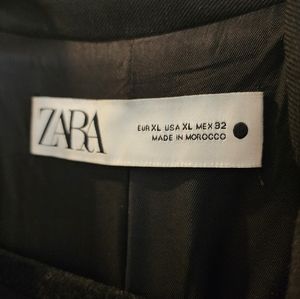 ZARA
EUR XL USA XL MEX 32
MADE IN MOROCCO